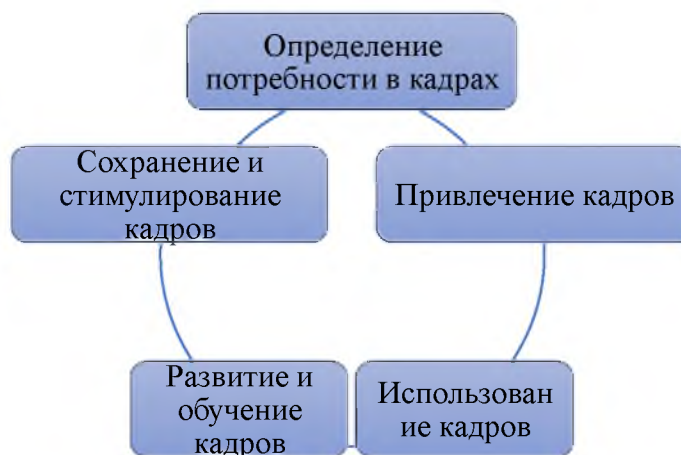 Определение
потребности в кадрах
Сохранение и
стимулирование
кадров
Привлечение кадров
Развитие и
обучение
кадров
Использован
ие кадров